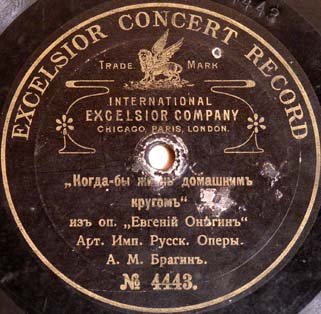 EXCELSIOR CONCERT RECORD
4443
TRADE MARK
INTERNATIONAL
EXCELSIOR COMPANY
CHICAGO, PARIS, LONDON.
„Когда-бы домашнимъ
кругомъ“
изъ оп. „Евгеній Онѣгинъ“
Арт. Имп. Русск. Оперы.
А. М. Брагинъ.
№ 4443.